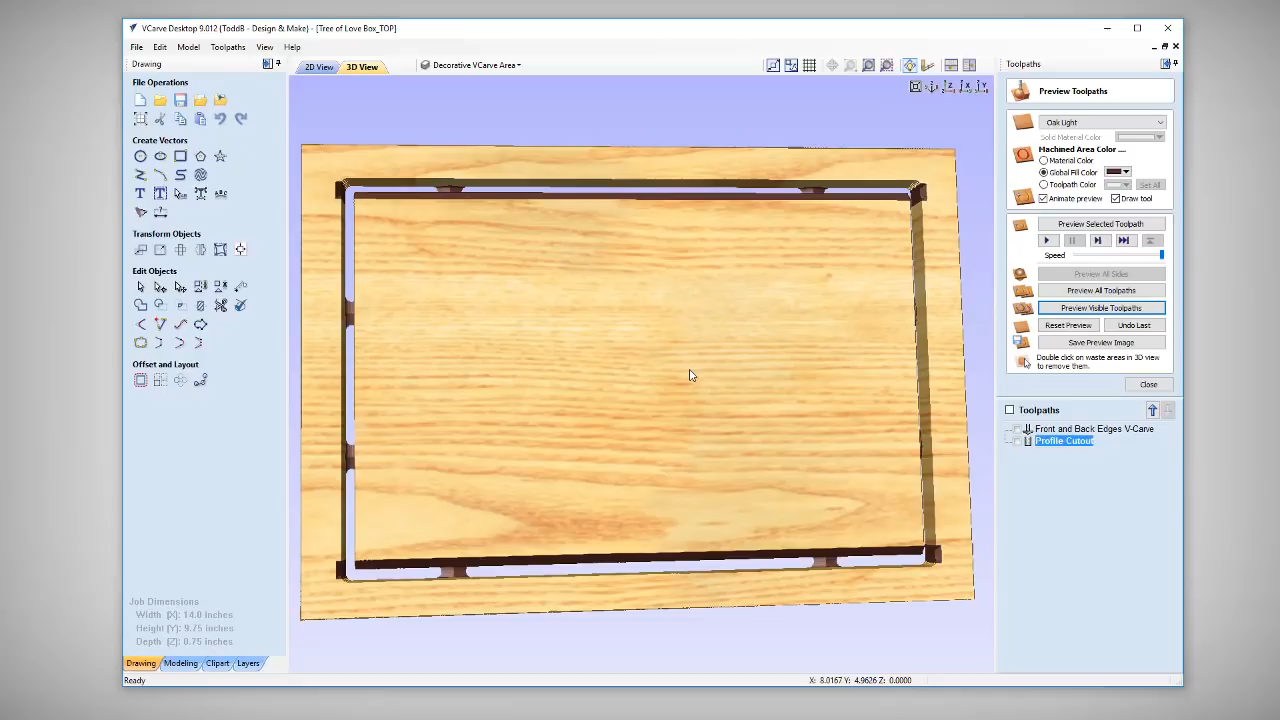 VCarve Desktop 9.012 (ToddB - Design & Make) - [Tree of Love Box_TOP]
File Edit Model Toolpaths View Help
Drawing
2D View 3D View Decorative VCarve Area
Toolpaths
File Operations
Create Vectors
Transform Objects
Edit Objects
Offset and Layout
Job Dimensions
Width (X): 14.0 inches
Height (Y): 9.75 inches
Depth (Z): 0.75 inches
Drawing Modeling Clipart Layers
Preview Toolpaths
Oak Light
Solid Material Color
Machined Area Color ....
Material Color
Global Fill Color
Toolpath Color Set All
Animate preview Draw tool
Preview Selected Toolpath
Speed
Preview All Sides
Preview All Toolpaths
Preview Visible Toolpaths
Reset Preview Undo Last
Save Preview Image
Double click on waste areas in 3D view
to remove them.
Close
Toolpaths
Front and Back Edges V-Carve
Profile Cutout
Ready
X: 8.0167 Y: 4.9626 Z: 0.0000